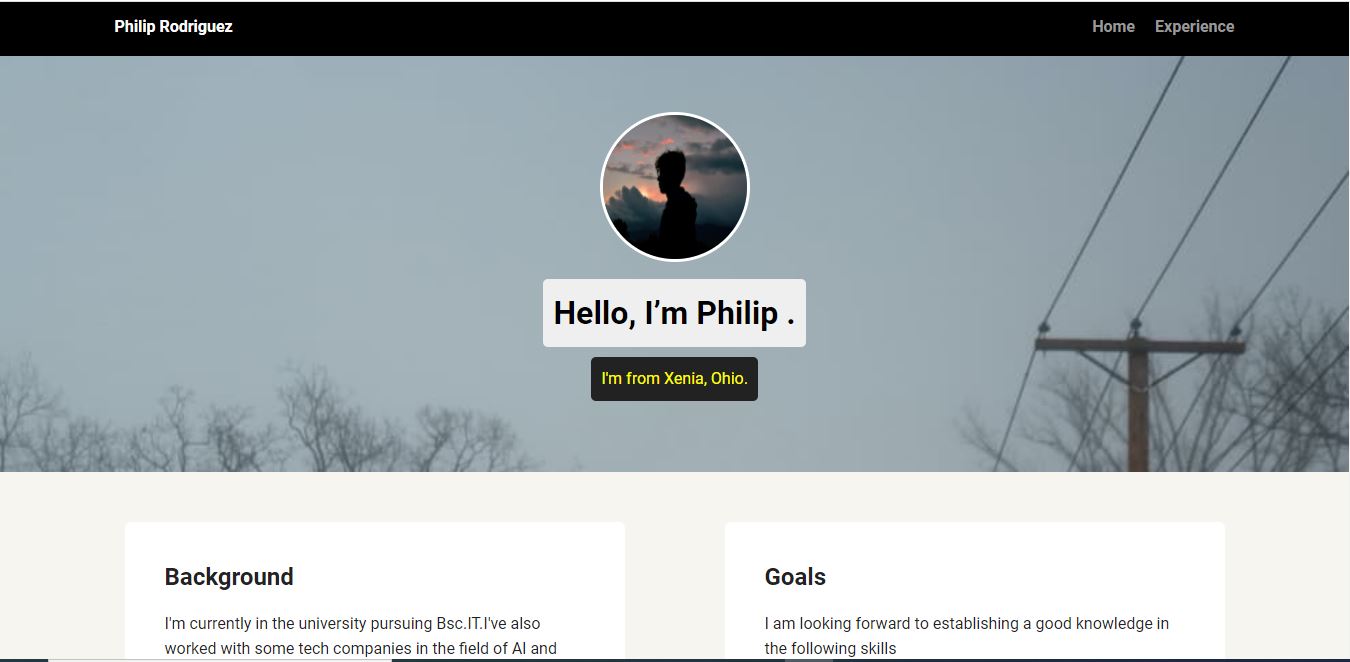 Philip Rodriguez
Home Experience
Hello, I’m Philip .
I'm from Xenia, Ohio.
Background
I'm currently in the university pursuing Bsc.IT.I've also
worked with some tech companies in the field of AI and
Goals
I am looking forward to establishing a good knowledge in
the following skills